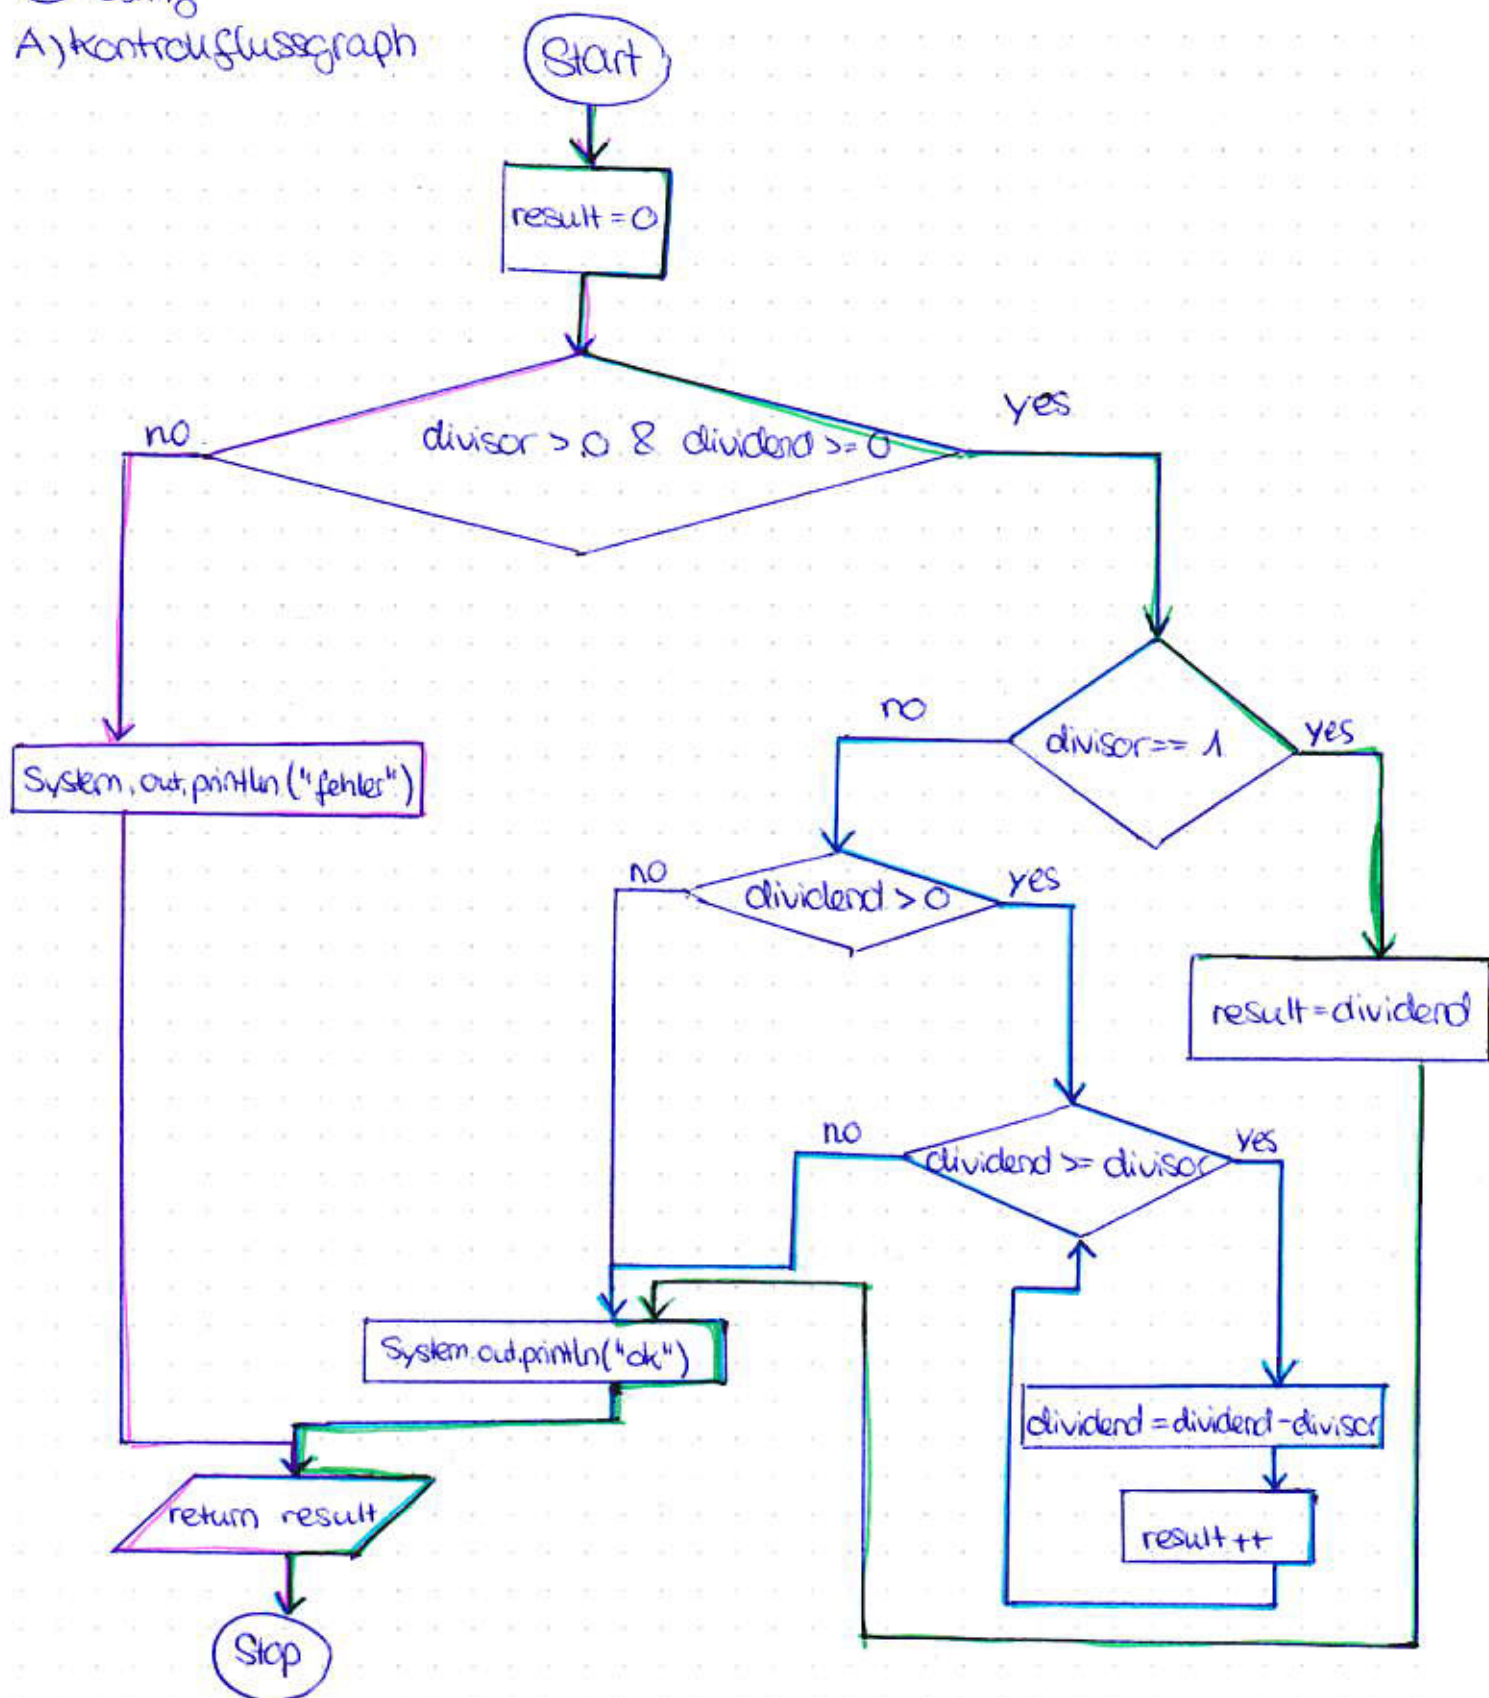 A) Kontrollflussgraph
Start
result = 0
no
divisor > 0 & dividend >= 0
yes
no
divisor == 1
yes
System.out.println("fehler")
no
dividend > 0
yes
result = dividend
no
dividend >= divisor
yes
System.out.println("ok")
dividend = dividend - divisor
return result
result ++
Stop